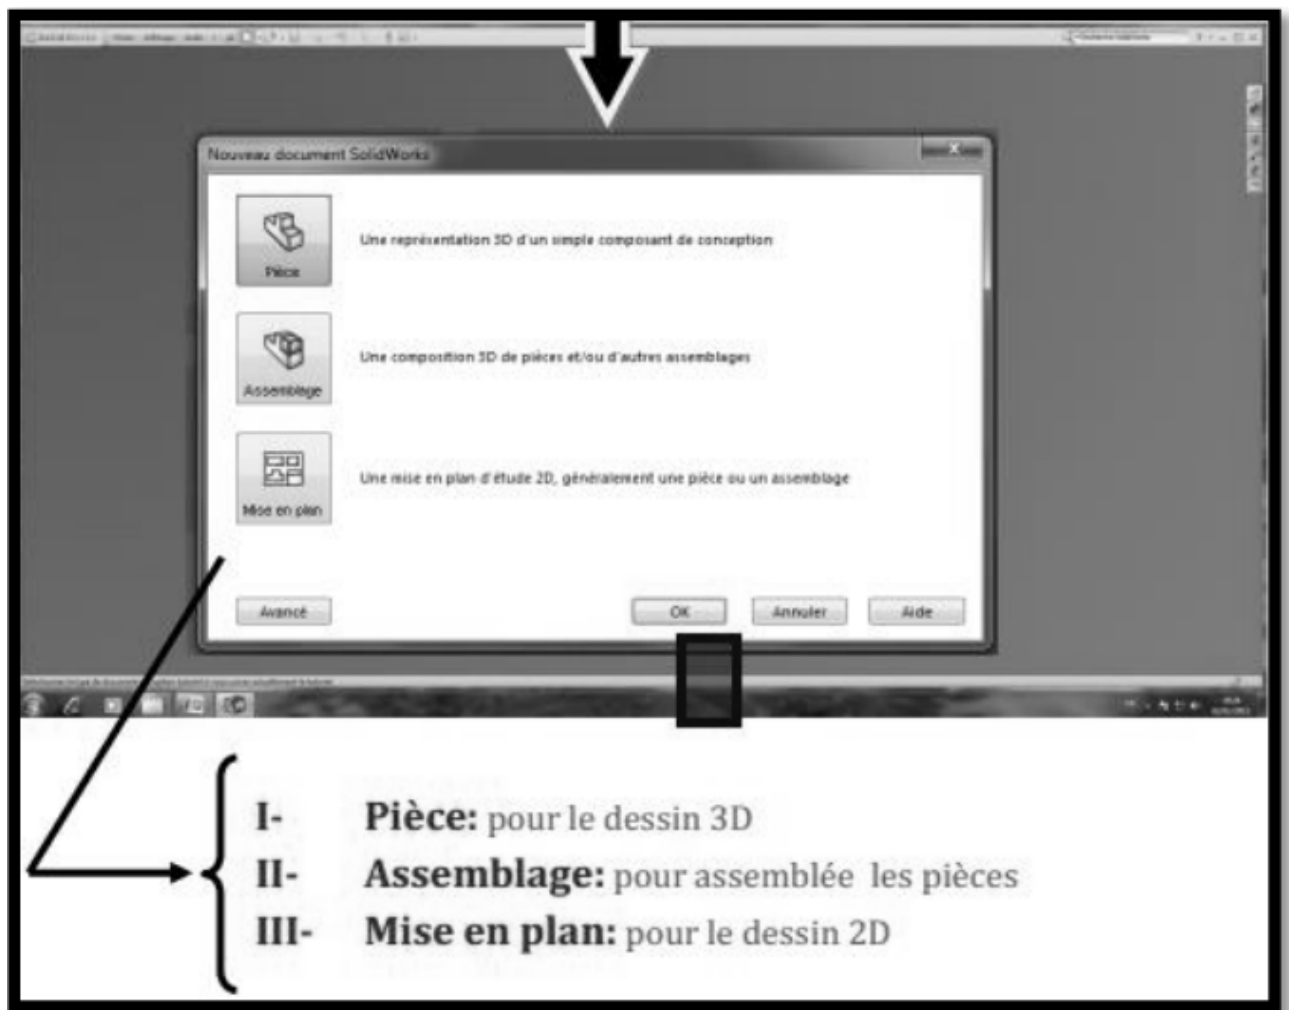 Nouveau document SolidWorks
Une représentation 3D d'un simple composant de conception
Pièce
Une composition 3D de pièces et/ou d'autres assemblages
Assemblage
Une mise en plan d'étude 2D, généralement une pièce ou un assemblage
Mise en plan
Avancé OK Annuler Aide
I- Pièce: pour le dessin 3D
II- Assemblage: pour assemblée les pièces
III- Mise en plan: pour le dessin 2D